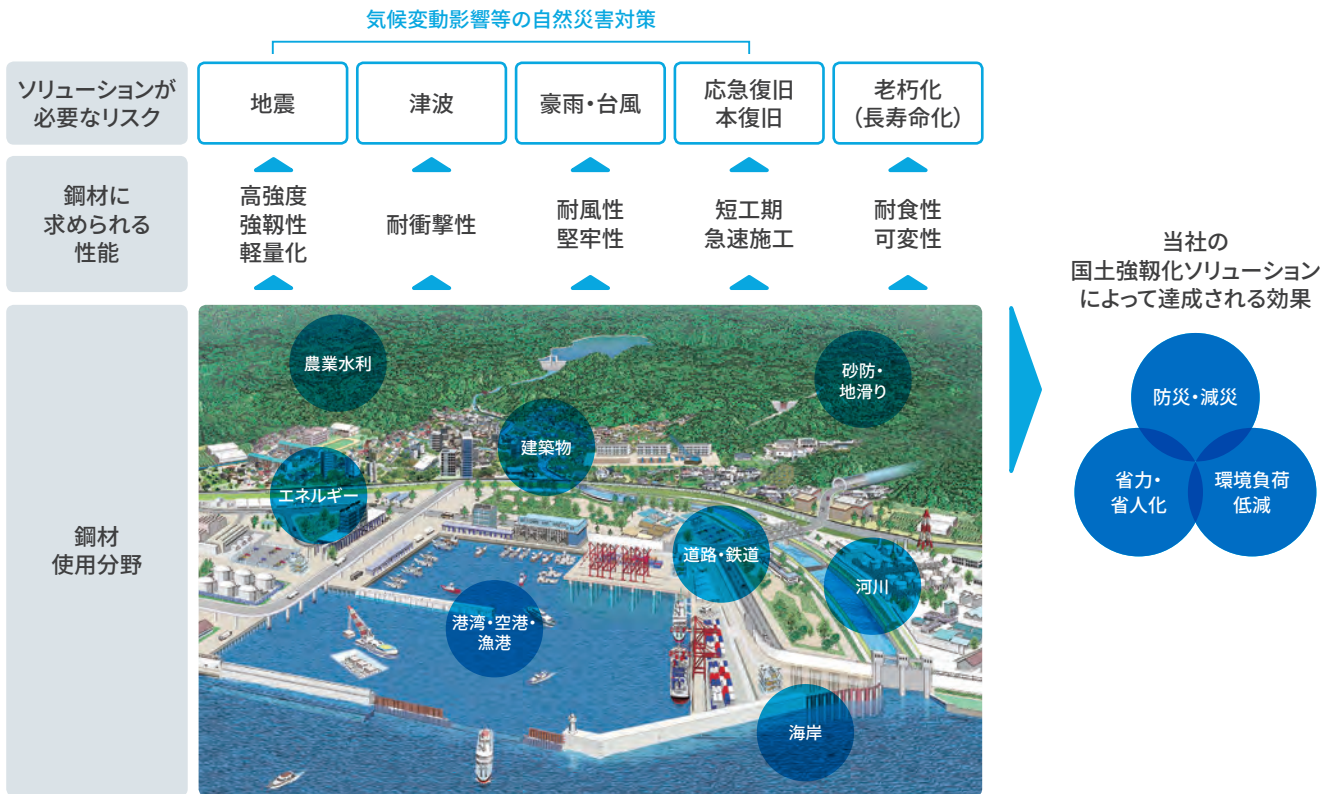 気候変動影響等の自然災害対策
ソリューションが
必要なリスク
地震
津波
豪雨・台風
応急復旧
本復旧
老朽化
(長寿命化)
鋼材に
求められる
性能
高強度
強靱性
軽量化
耐衝撃性
耐風性
堅牢性
短工期
急速施工
耐食性
可変性
鋼材
使用分野
農業水利
砂防・
地滑り
建築物
エネルギー
道路・鉄道
河川
港湾・空港・
漁港
海岸
当社の
国土強靱化ソリューション
によって達成される効果
防災・減災
省力・
省人化
環境負荷
低減